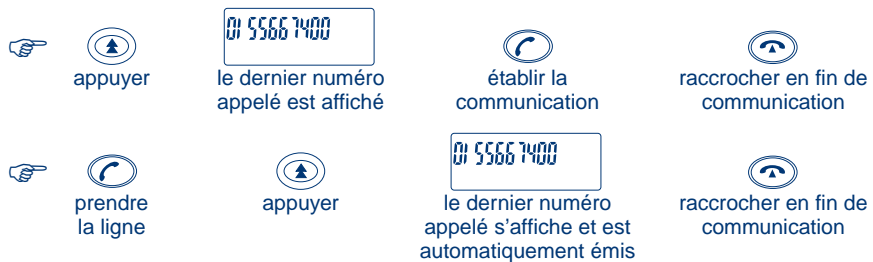 01 55667400
appuyer
le dernier numéro
appelé est affiché
établir la
communication
raccrocher en fin de
communication
01 55667400
prendre
la ligne
appuyer
le dernier numéro
appelé s’affiche et est
automatiquement émis
raccrocher en fin de
communication